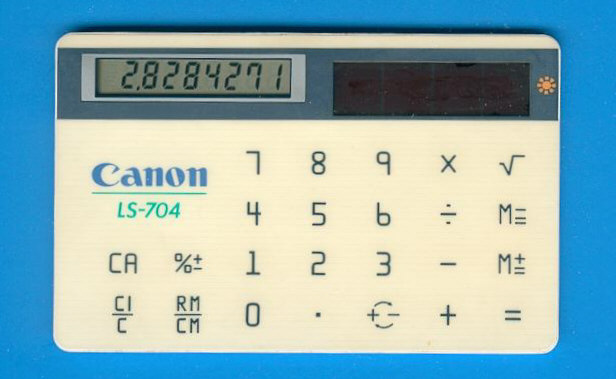 2.8284271
Canon
LS-704
7 8 9 × √
4 5 6 ÷ M=
CA %± 1 2 3 − M±
CI/C RM/CM 0 . +− + =